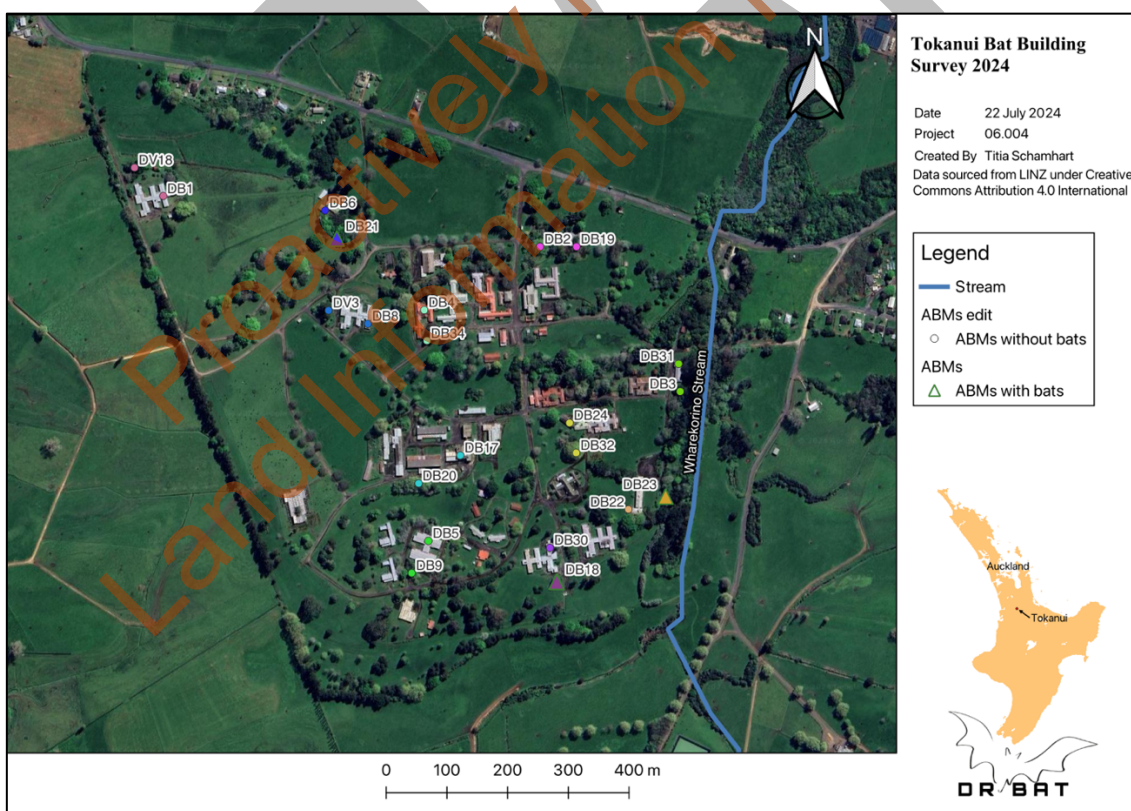 Proactively
Land Information
N
DV18
DB1
DB6
DB21
DB2
DB19
DV3
DB8
DB4
DB34
DB31
DB3
DB24
DB32
DB17
DB20
DB23
DB22
DB5
DB9
DB30
DB18
Wharekorino Stream
0 100 200 300 400 m
Tokanui Bat Building
Survey 2024
Date 22 July 2024
Project 06.004
Created By Titia Schamhart
Data sourced from LINZ under Creative
Commons Attribution 4.0 International
Legend
Stream
ABMs edit
ABMs without bats
ABMs
ABMs with bats
Auckland
Tokanui
DR BAT